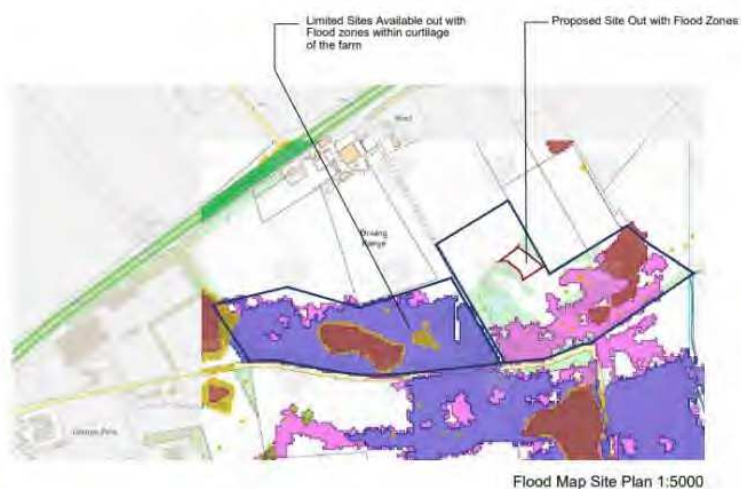 Limited Sites Available out with
Flood zones within curtilage
of the farm
Proposed Site Out with Flood Zones
Driving
Range
Flood Map Site Plan 1:5000